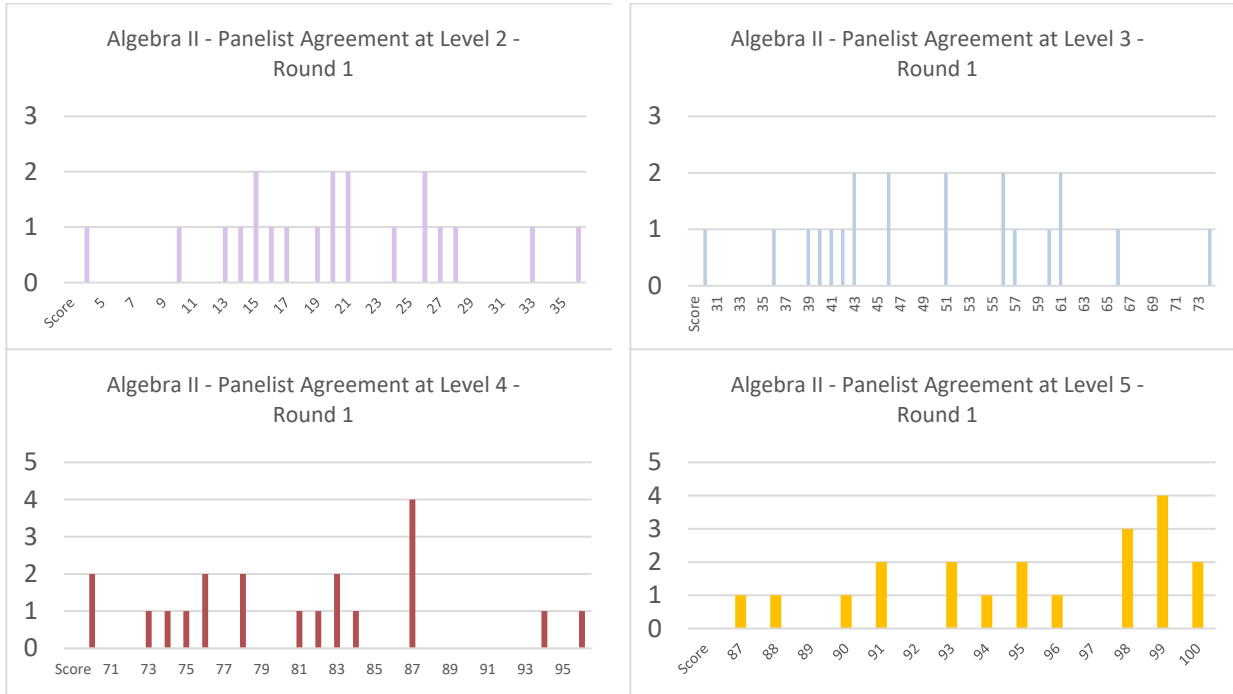 Algebra II - Panelist Agreement at Level 2 -
Round 1
3
2
1
0
Score 5 7 9 11 13 15 17 19 21 23 25 27 29 31 33 35
Algebra II - Panelist Agreement at Level 3 -
Round 1
3
2
1
0
Score 31 33 35 37 39 41 43 45 47 49 51 53 55 57 59 61 63 65 67 69 71 73
Algebra II - Panelist Agreement at Level 4 -
Round 1
5
4
3
2
1
0
Score 71 73 75 77 79 81 83 85 87 89 91 93 95
Algebra II - Panelist Agreement at Level 5 -
Round 1
5
4
3
2
1
0
Score 87 88 89 90 91 92 93 94 95 96 97 98 99 100